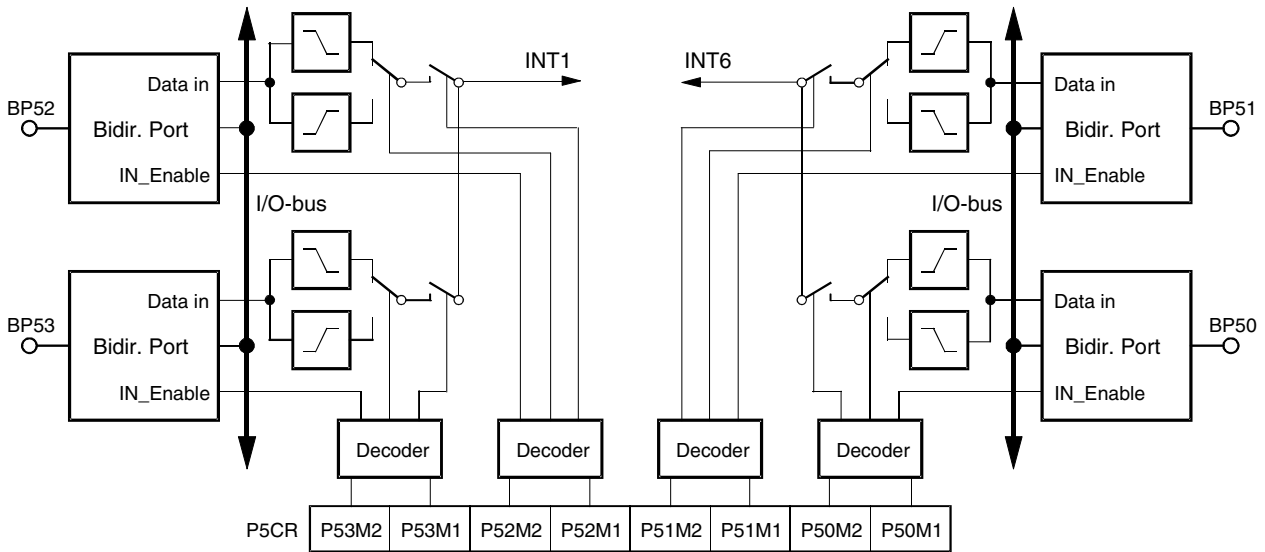 INT1
INT6
Data in
Data in
BP52
Bidir. Port
Bidir. Port
BP51
IN_Enable
IN_Enable
I/O-bus
I/O-bus
Data in
Data in
BP53
Bidir. Port
Bidir. Port
BP50
IN_Enable
IN_Enable
Decoder
Decoder
Decoder
Decoder
P5CR
P53M2
P53M1
P52M2
P52M1
P51M2
P51M1
P50M2
P50M1